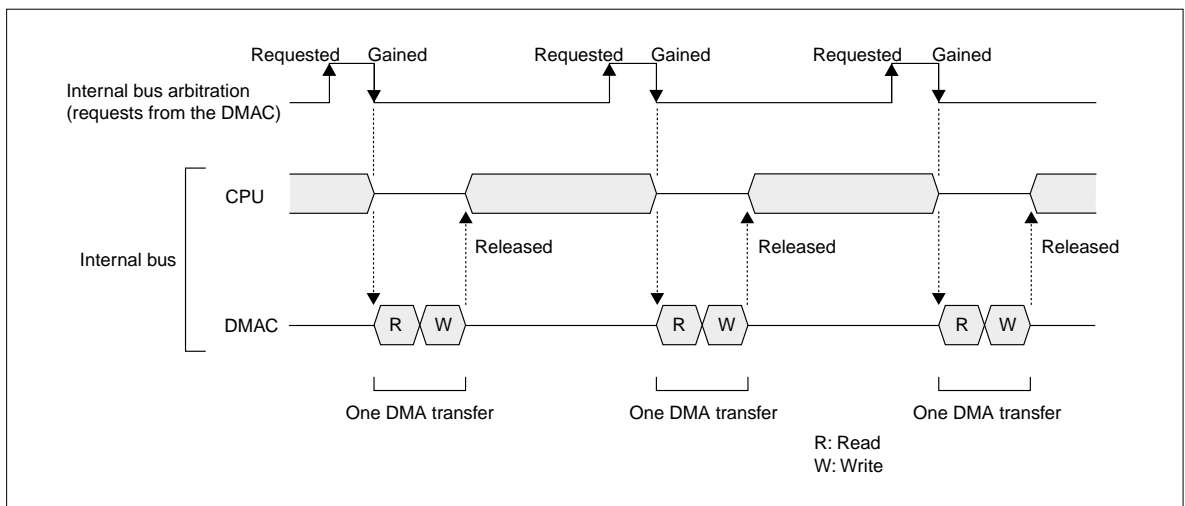 Requested Gained Requested Gained Requested Gained
Internal bus arbitration
(requests from the DMAC)
CPU
Internal bus
Released Released Released
DMAC R W R W R W
One DMA transfer One DMA transfer One DMA transfer
R: Read
W: Write